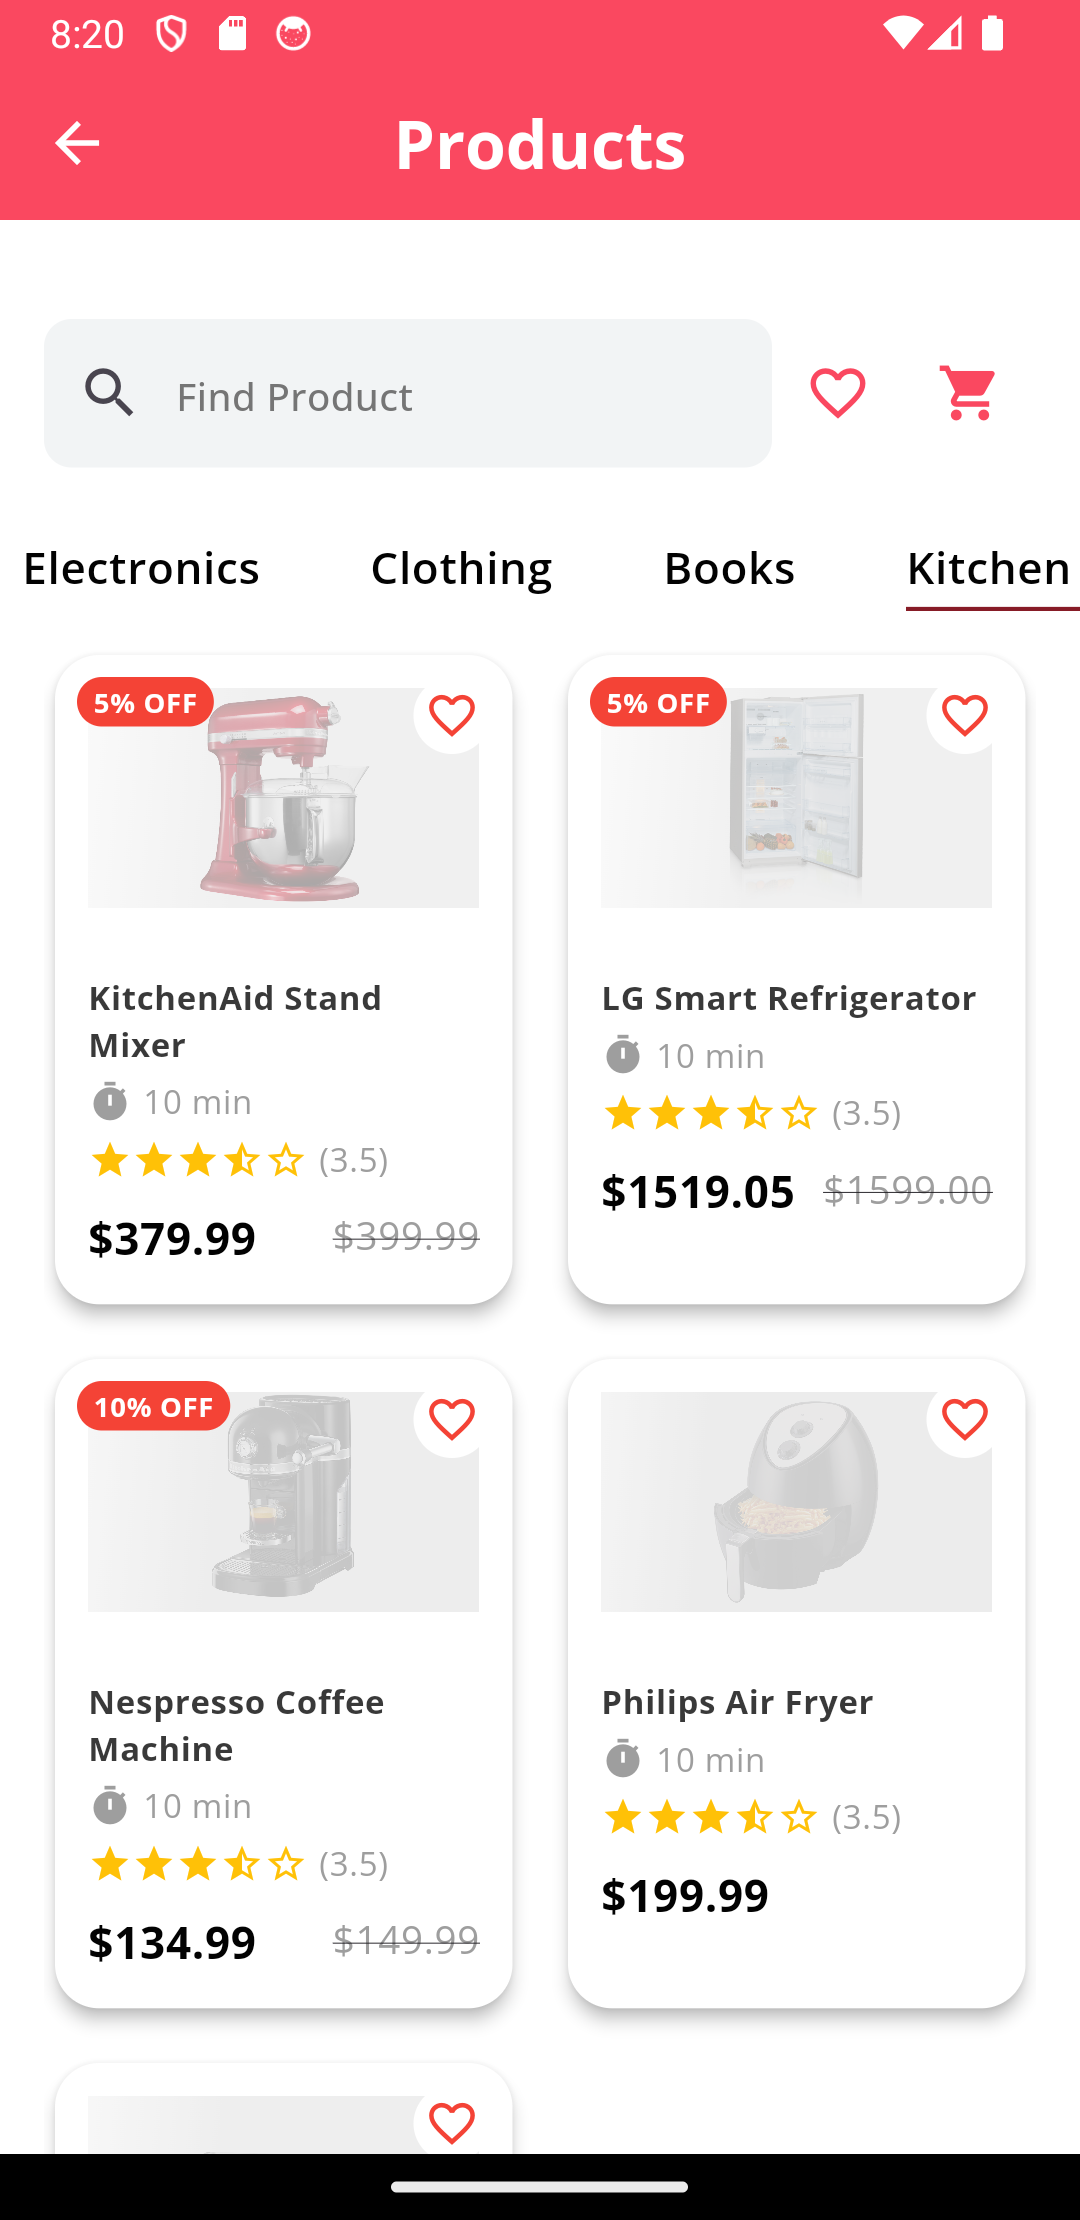 8:20
Products
Find Product
Electronics
Clothing
Books
Kitchen
5% OFF
KitchenAid Stand
Mixer
10 min
(3.5)
$379.99 $399.99
5% OFF
LG Smart Refrigerator
10 min
(3.5)
$1519.05 $1599.00
10% OFF
Nespresso Coffee
Machine
10 min
(3.5)
$134.99 $149.99
Philips Air Fryer
10 min
(3.5)
$199.99